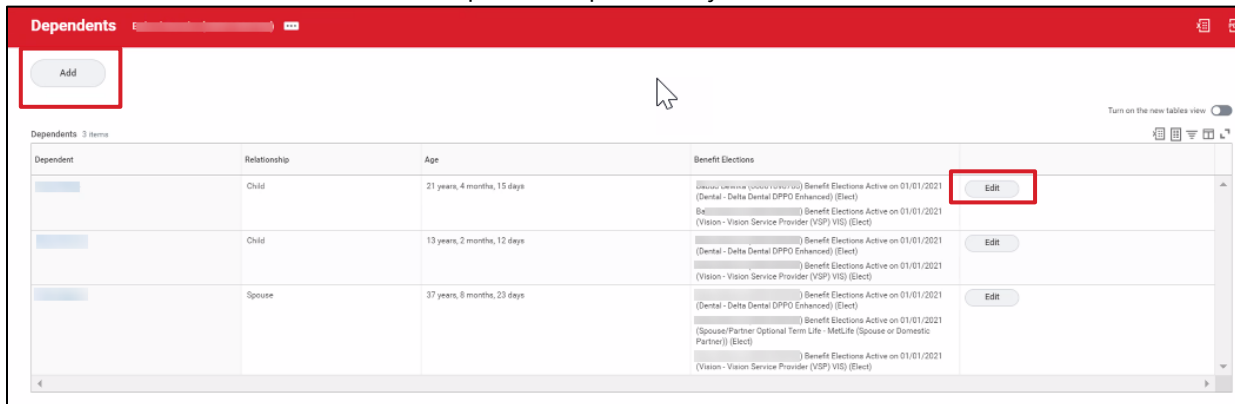 Dependents
Add
Turn on the new tables view
Dependents 3 items
Dependent Relationship Age Benefit Elections
Child 21 years, 4 months, 15 days Benefit Elections Active on 01/01/2021 Edit
(Dental - Delta Dental DPPO Enhanced) (Elect)
Ba ) Benefit Elections Active on 01/01/2021
(Vision - Vision Service Provider (VSP) VIS) (Elect)
Child 13 years, 2 months, 12 days ) Benefit Elections Active on 01/01/2021 Edit
(Dental - Delta Dental DPPO Enhanced) (Elect)
) Benefit Elections Active on 01/01/2021
(Vision - Vision Service Provider (VSP) VIS) (Elect)
Spouse 37 years, 8 months, 23 days ) Benefit Elections Active on 01/01/2021 Edit
(Dental - Delta Dental DPPO Enhanced) (Elect)
) Benefit Elections Active on 01/01/2021
(Spouse/Partner Optional Term Life - MetLife (Spouse or Domestic
Partner)) (Elect)
) Benefit Elections Active on 01/01/2021
(Vision - Vision Service Provider (VSP) VIS) (Elect)